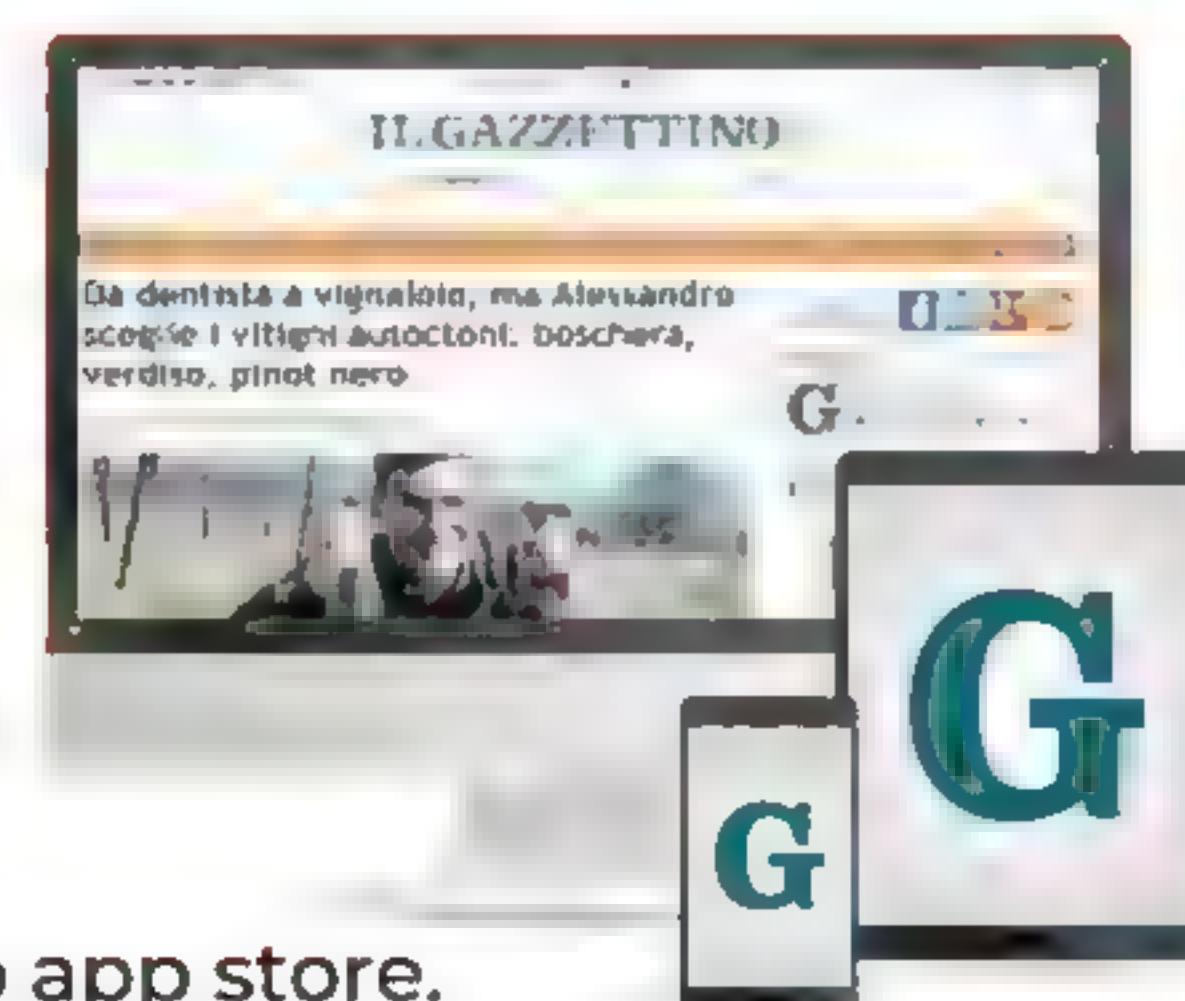 IL GAZZETTINO
Da dentista a vignaiolo, ma Alessandro
sceglie i vitigni autoctoni: boschera,
verdiso, pinot nero
G
G
G
app store.